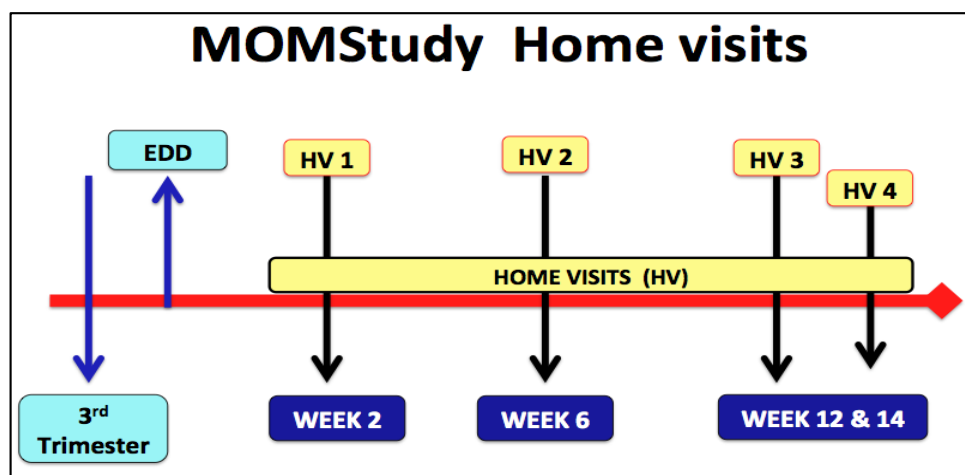 MOMStudy Home visits
EDD
HV 1
HV 2
HV 3
HV 4
HOME VISITS (HV)
3rd
Trimester
WEEK 2
WEEK 6
WEEK 12 & 14